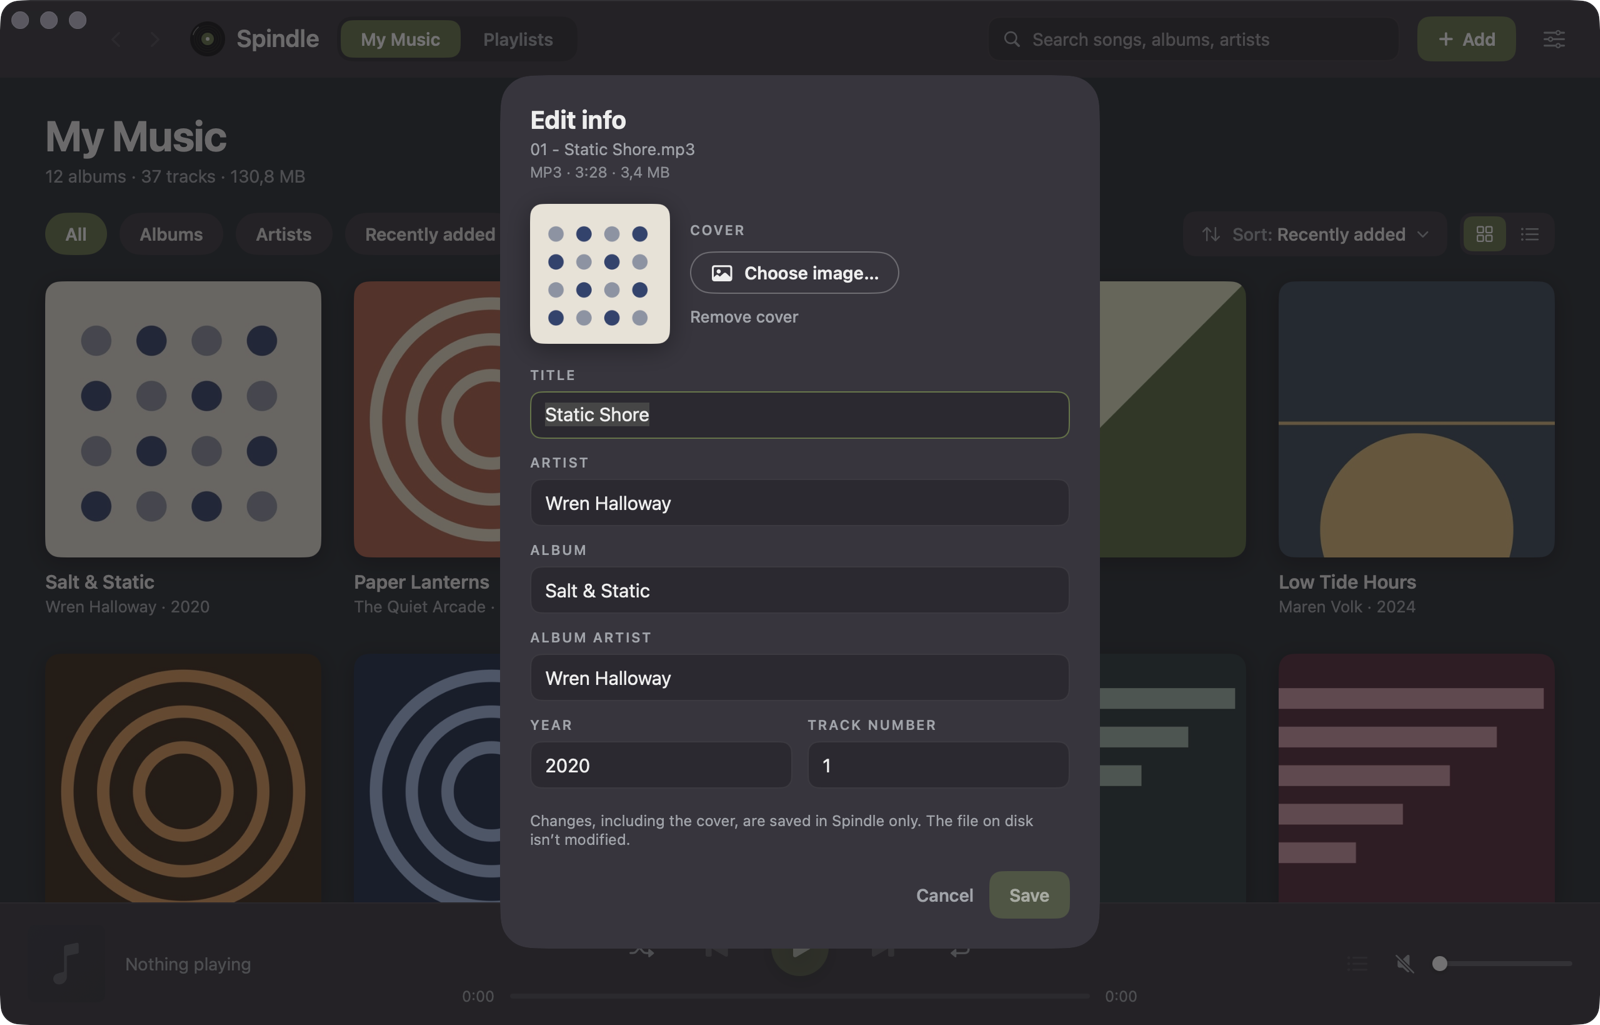 Spindle
My Music
Playlists
Search songs, albums, artists
+ Add
My Music
12 albums · 37 tracks · 130,8 MB
All
Albums
Artists
Recently added
Sort: Recently added
Salt & Static
Wren Halloway · 2020
Paper Lanterns
The Quiet Arcade ·
Low Tide Hours
Maren Volk · 2024
Edit info
01 - Static Shore.mp3
MP3 · 3:28 · 3,4 MB
COVER
Choose image...
Remove cover
TITLE
Static Shore
ARTIST
Wren Halloway
ALBUM
Salt & Static
ALBUM ARTIST
Wren Halloway
YEAR
2020
TRACK NUMBER
1
Changes, including the cover, are saved in Spindle only. The file on disk
isn’t modified.
Cancel
Save
Nothing playing
0:00
0:00